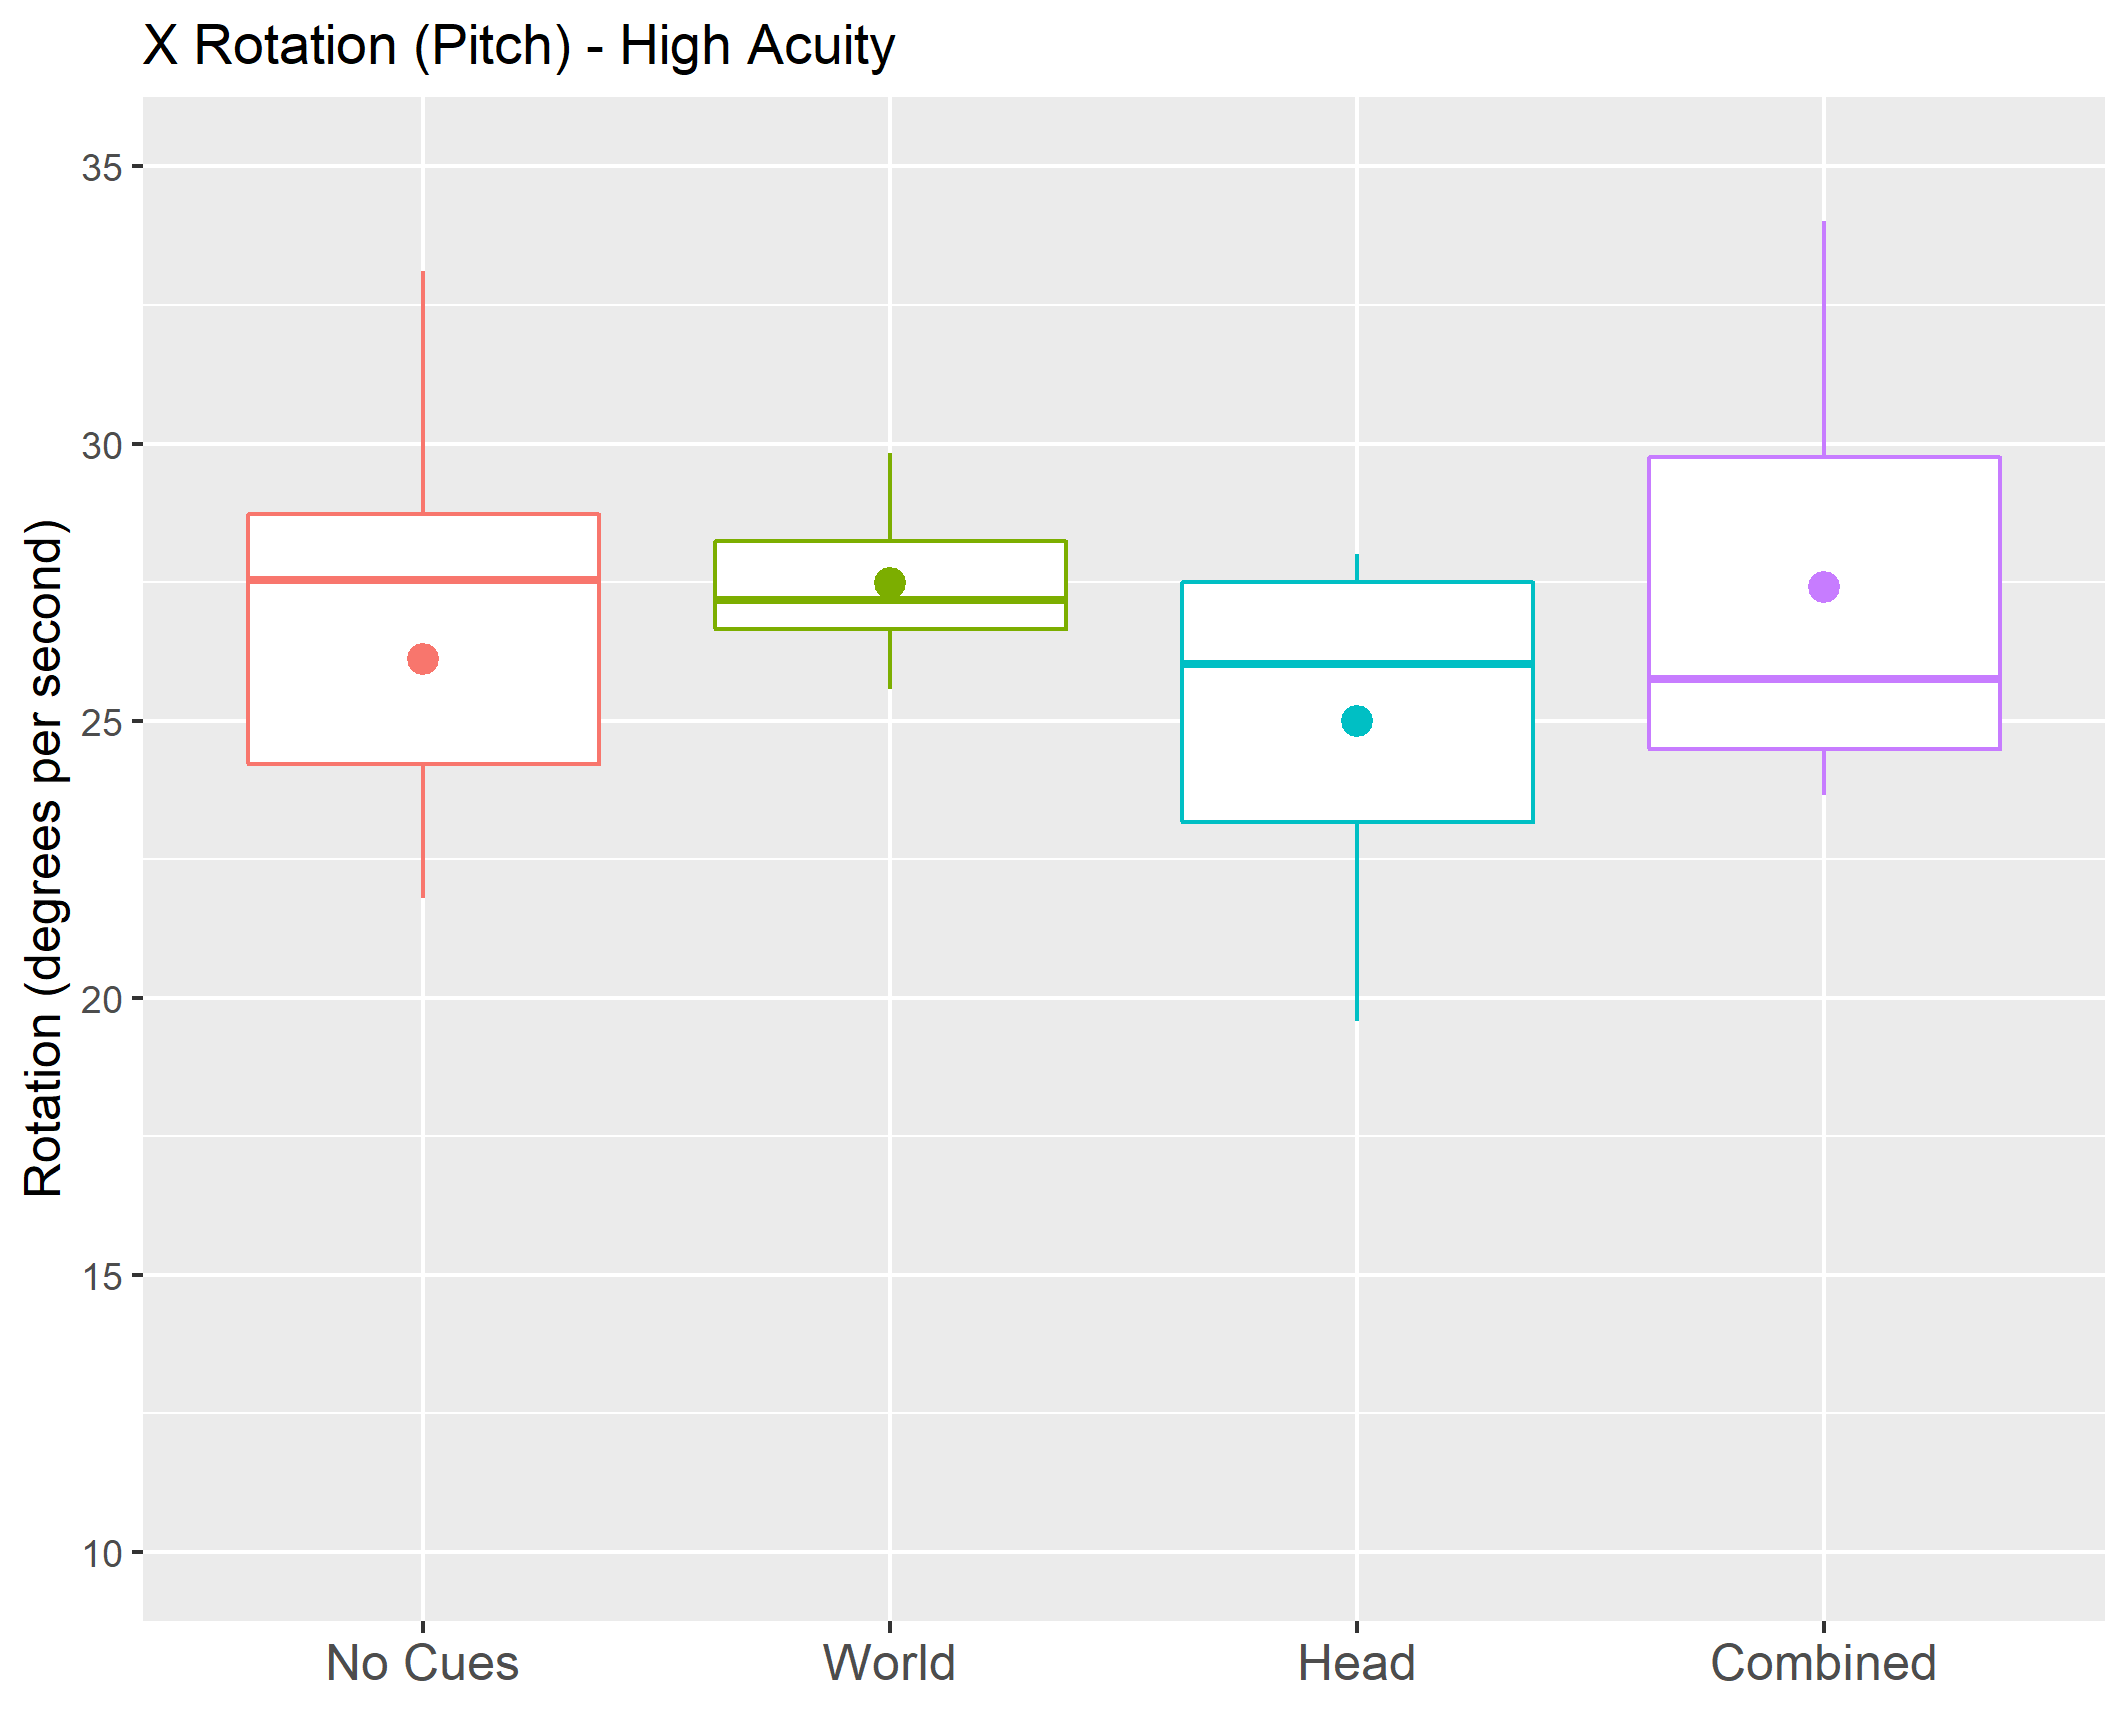 X Rotation (Pitch) - High Acuity
Rotation (degrees per second)
35
30
25
20
15
10
No Cues
World
Head
Combined